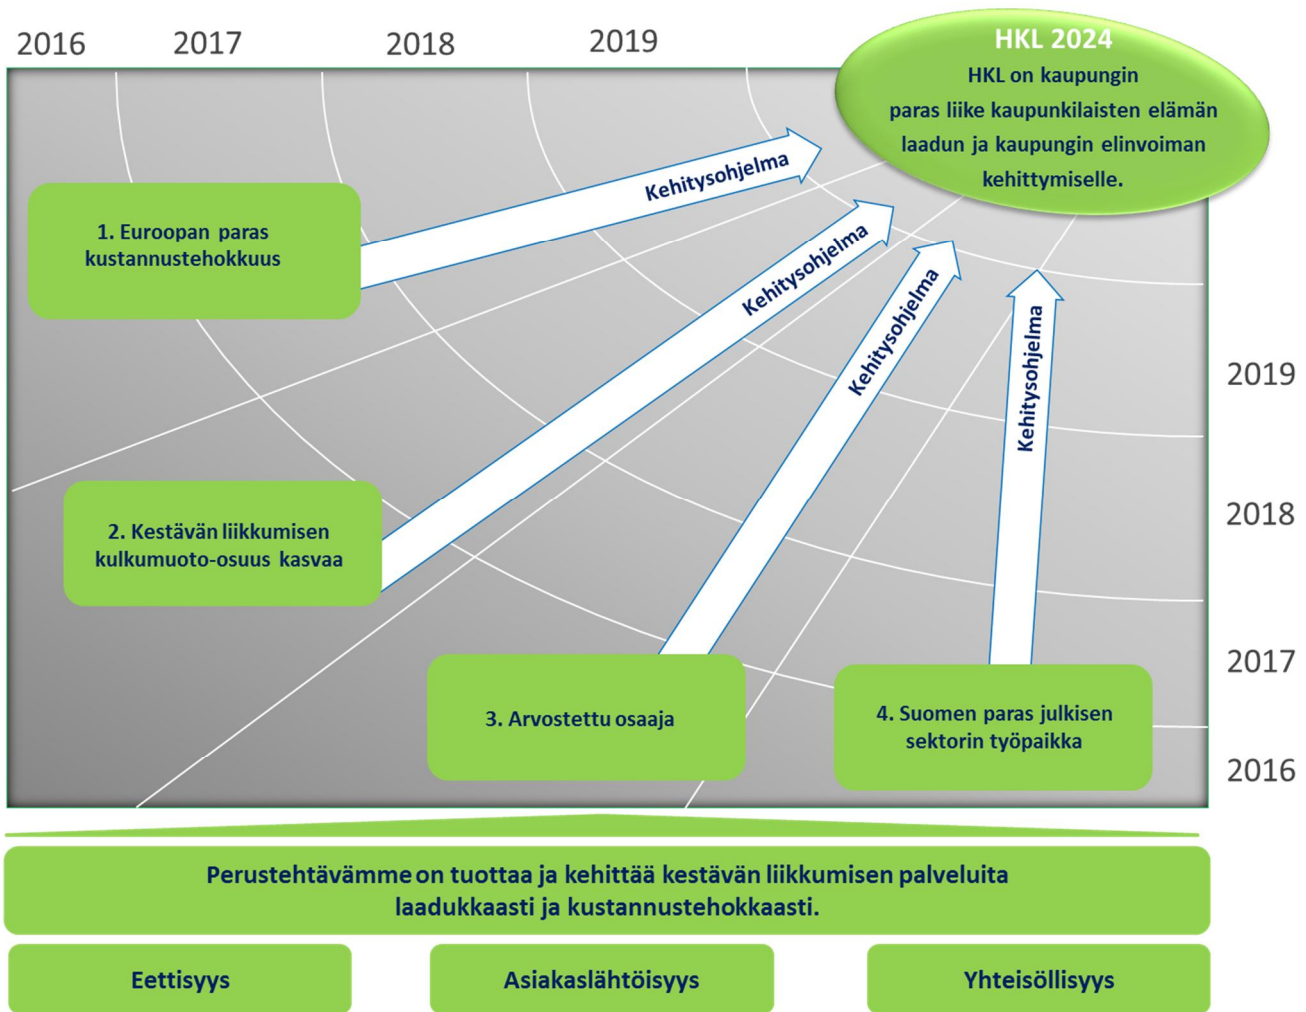 2016
2017
2018
2019
HKL 2024
HKL on kaupungin
paras liike kaupunkilaisten elämän
laadun ja kaupungin elinvoiman
kehittymiselle.
Kehitysohjelma
1. Euroopan paras
kustannustehokkuus
Kehitysohjelma
Kehitysohjelma
Kehitysohjelma
2019
2. Kestävän liikkumisen
kulkumuoto-osuus kasvaa
2018
2017
3. Arvostettu osaaja
4. Suomen paras julkisen
sektorin työpaikka
2016
Perustehtävämme on tuottaa ja kehittää kestävän liikkumisen palveluita
laadukkaasti ja kustannustehokkaasti.
Eettisyys
Asiakaslähtöisyys
Yhteisöllisyys